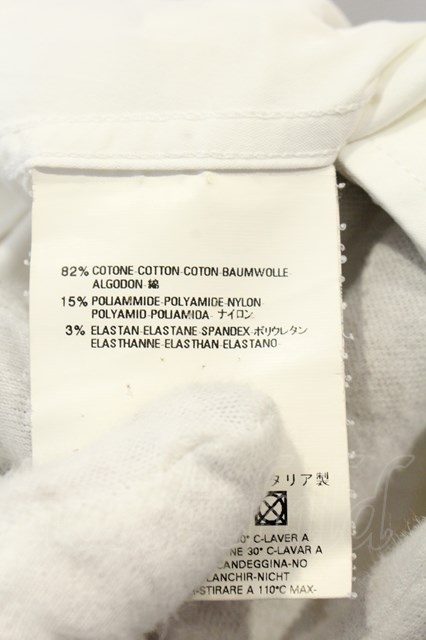 82% COTONE-COTTON-COTON-BAUMWOLLE
ALGODON-綿
15% POLIAMMIDE-POLYAMIDE-NYLON
POLYAMID-POLIAMIDA-ナイロン
3% ELASTAN-ELASTANE-SPANDEX-ポリウレタン
ELASTHANNE-ELASTHAN-ELASTANO
タリア製
0° C-LAVER A
NE 30° C-LAVAR A
CANDEGGINA-NO
LANCHIR-NICHT
-STIRARE A 110°C MAX-